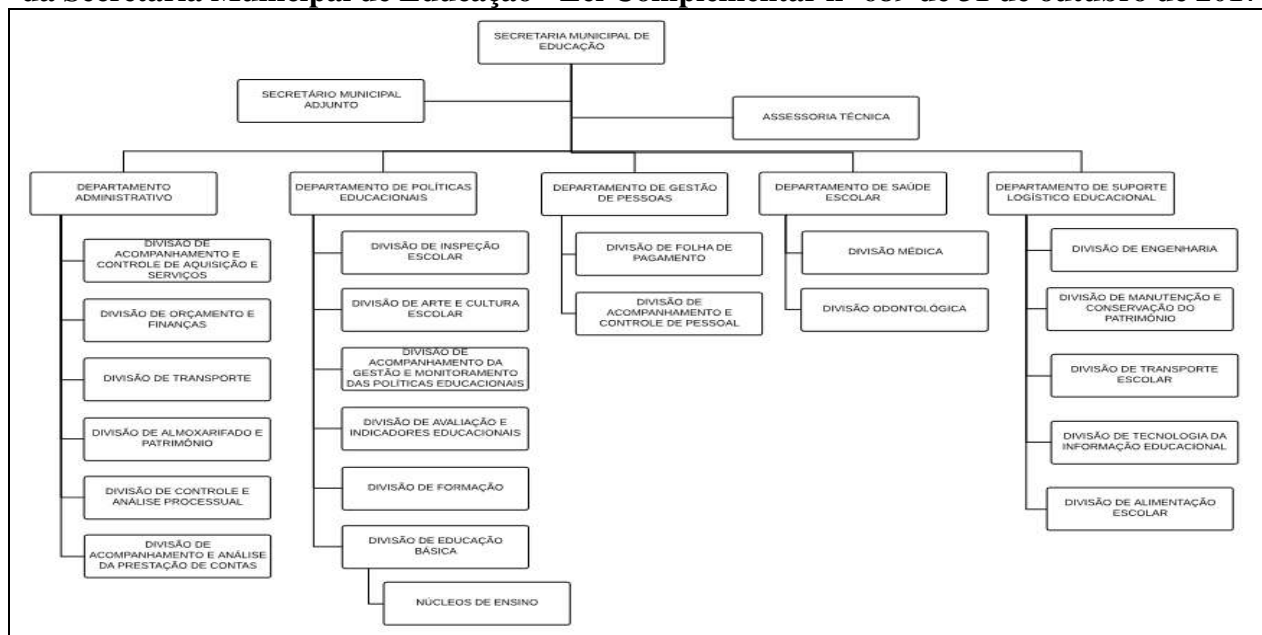 da Secretaria Municipal de Educação - Lei Complementar nº 689 de 31 de outubro de 2017
SECRETARIA MUNICIPAL DE
EDUCAÇÃO
SECRETÁRIO MUNICIPAL
ADJUNTO
ASSESSORIA TÉCNICA
DEPARTAMENTO
ADMINISTRATIVO
DIVISÃO DE
ACOMPANHAMENTO E
CONTROLE DE AQUISIÇÃO E
SERVIÇOS
DIVISÃO DE ORÇAMENTO E
FINANÇAS
DIVISÃO DE TRANSPORTE
DIVISÃO DE ALMOXARIFADO E
PATRIMÔNIO
DIVISÃO DE CONTROLE E
ANÁLISE PROCESSUAL
DIVISÃO DE
ACOMPANHAMENTO E ANÁLISE
DA PRESTAÇÃO DE CONTAS
DEPARTAMENTO DE POLÍTICAS
EDUCACIONAIS
DIVISÃO DE INSPEÇÃO
ESCOLAR
DIVISÃO DE ARTE E CULTURA
ESCOLAR
DIVISÃO DE
ACOMPANHAMENTO DA
GESTÃO E MONITORAMENTO
DAS POLÍTICAS EDUCACIONAIS
DIVISÃO DE AVALIAÇÃO E
INDICADORES EDUCACIONAIS
DIVISÃO DE FORMAÇÃO
DIVISÃO DE EDUCAÇÃO
BÁSICA
NÚCLEOS DE ENSINO
DEPARTAMENTO DE GESTÃO
DE PESSOAS
DIVISÃO DE FOLHA DE
PAGAMENTO
DIVISÃO DE
ACOMPANHAMENTO E
CONTROLE DE PESSOAL
DEPARTAMENTO DE SAÚDE
ESCOLAR
DIVISÃO MÉDICA
DIVISÃO ODONTOLÓGICA
DEPARTAMENTO DE SUPORTE
LOGÍSTICO EDUCACIONAL
DIVISÃO DE ENGENHARIA
DIVISÃO DE MANUTENÇÃO E
CONSERVAÇÃO DO
PATRIMÔNIO
DIVISÃO DE TRANSPORTE
ESCOLAR
DIVISÃO DE TECNOLOGIA DA
INFORMAÇÃO EDUCACIONAL
DIVISÃO DE ALIMENTAÇÃO
ESCOLAR